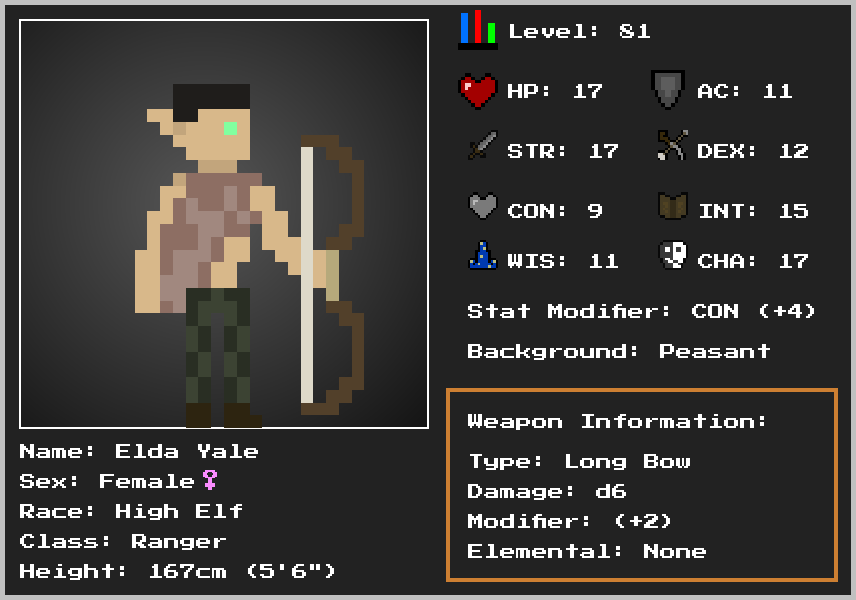 Level: 81
HP: 17
AC: 11
STR: 17
DEX: 12
CON: 9
INT: 15
WIS: 11
CHA: 17
Stat Modifier: CON (+4)
Background: Peasant
Weapon Information:
Type: Long Bow
Damage: d6
Modifier: (+2)
Elemental: None
Name: Elda Yale
Sex: Female♀
Race: High Elf
Class: Ranger
Height: 167cm (5'6")